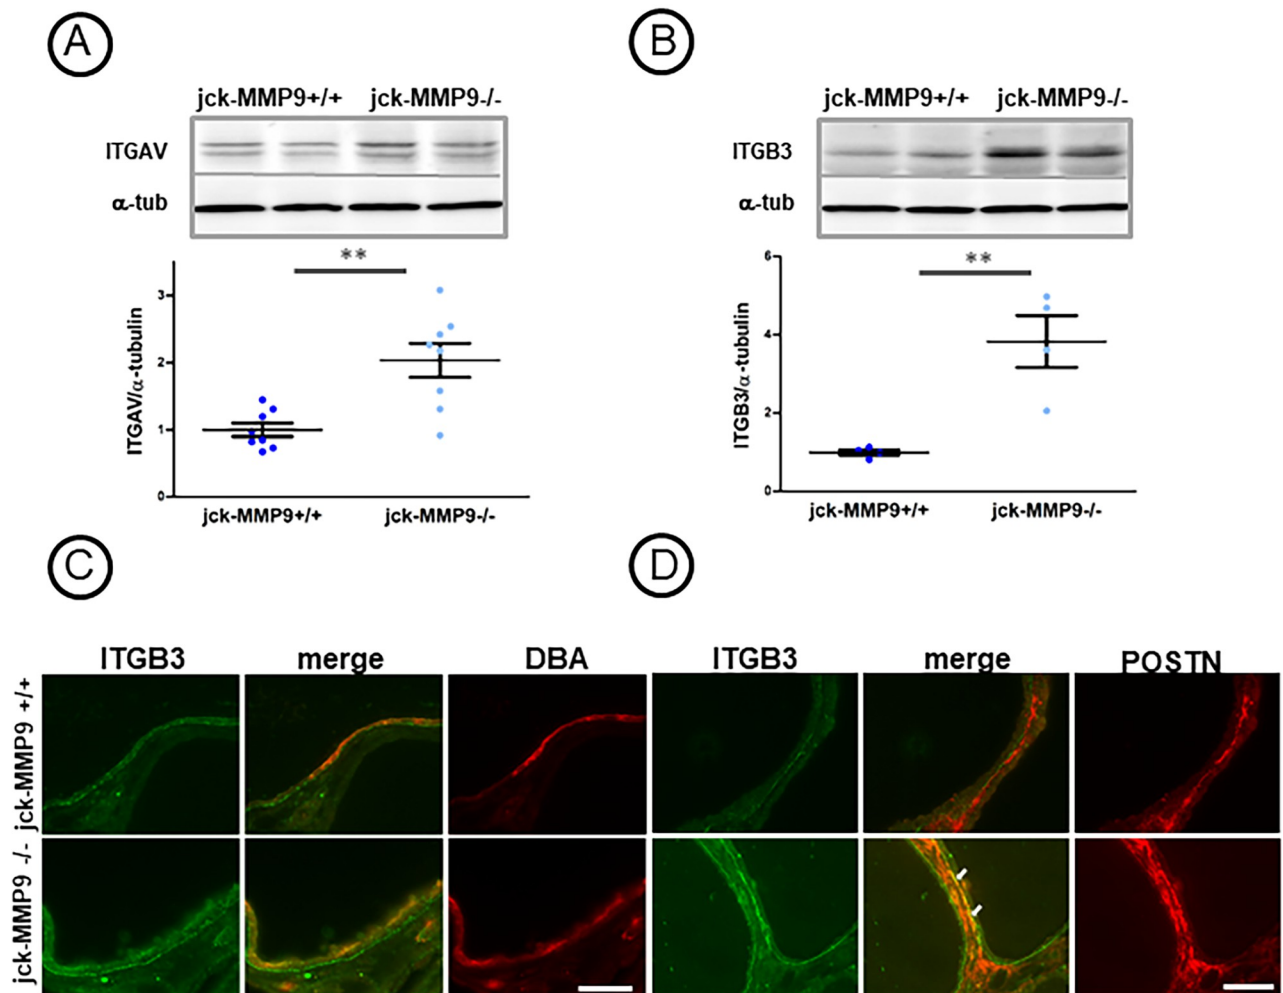 A
jck-MMP9+/+ jck-MMP9-/-
ITGAV
α-tub
**
ITGAV/α-tubulin
3
2
1
0
jck-MMP9+/+ jck-MMP9-/-
B
jck-MMP9+/+ jck-MMP9-/-
ITGB3
α-tub
**
ITGB3/α-tubulin
6
4
2
0
jck-MMP9+/+ jck-MMP9-/-
C
ITGB3 merge DBA
jck-MMP9 +/+
jck-MMP9 -/-
D
ITGB3 merge POSTN